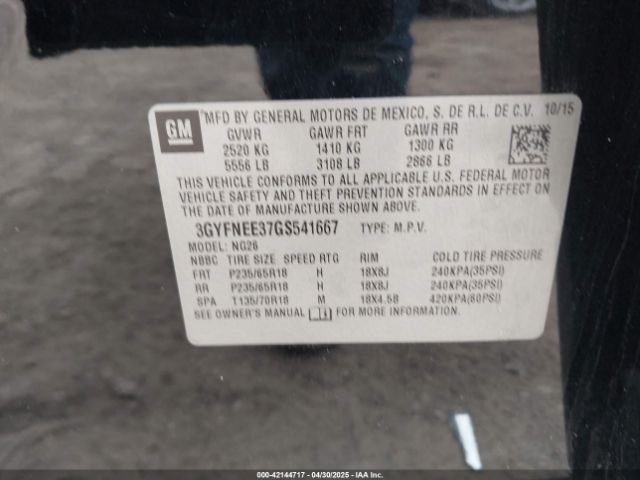 GM
MFD BY GENERAL MOTORS DE MEXICO, S. DE R.L. DE C.V. 10/15
GVWR GAWR FRT GAWR RR
2520 KG 1410 KG 1300 KG
5556 LB 3108 LB 2866 LB
THIS VEHICLE CONFORMS TO ALL APPLICABLE U.S. FEDERAL MOTOR
VEHICLE SAFETY AND THEFT PREVENTION STANDARDS IN EFFECT ON
THE DATE OF MANUFACTURE SHOWN ABOVE.
3GYFNEE37GS541667 TYPE: M.P.V.
MODEL: NG26
NBBC TIRE SIZE SPEED RTG RIM COLD TIRE PRESSURE
FRT P235/65R18 H 18X8J 240KPA(35PSI)
RR P235/65R18 H 18X8J 240KPA(35PSI)
SPA T135/70R18 M 18X4.5B 420KPA(60PSI)
SEE OWNER'S MANUAL FOR MORE INFORMATION.
000-42144717 04/30/2025 - IAA Inc.